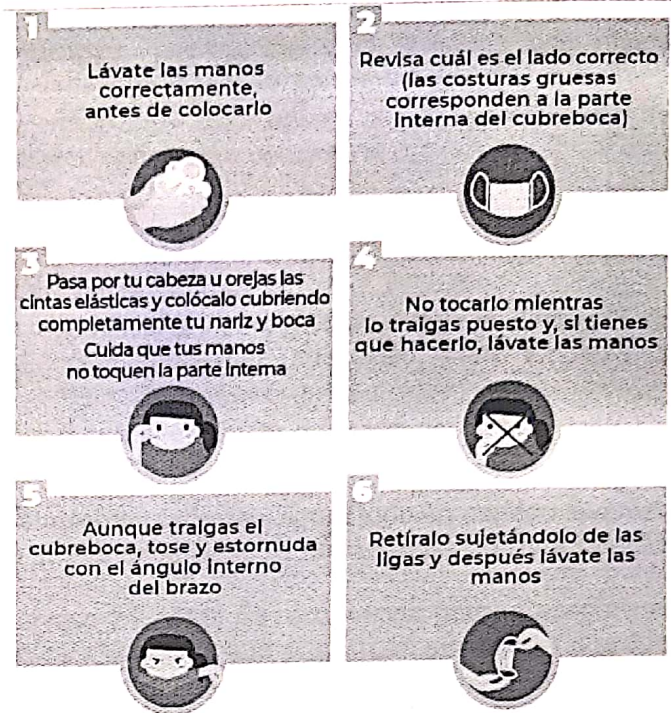 1
Lávate las manos
correctamente,
antes de colocarlo
2
Revisa cuál es el lado correcto
(las costuras gruesas
corresponden a la parte
interna del cubreboca)
3
Pasa por tu cabeza u orejas las
cintas elásticas y colócalo cubriendo
completamente tu nariz y boca
Cuida que tus manos
no toquen la parte interna
4
No tocarlo mientras
lo traigas puesto y, si tienes
que hacerlo, lávate las manos
5
Aunque traigas el
cubreboca, tose y estornuda
con el ángulo interno
del brazo
6
Retíralo sujetándolo de las
ligas y después lávate las
manos